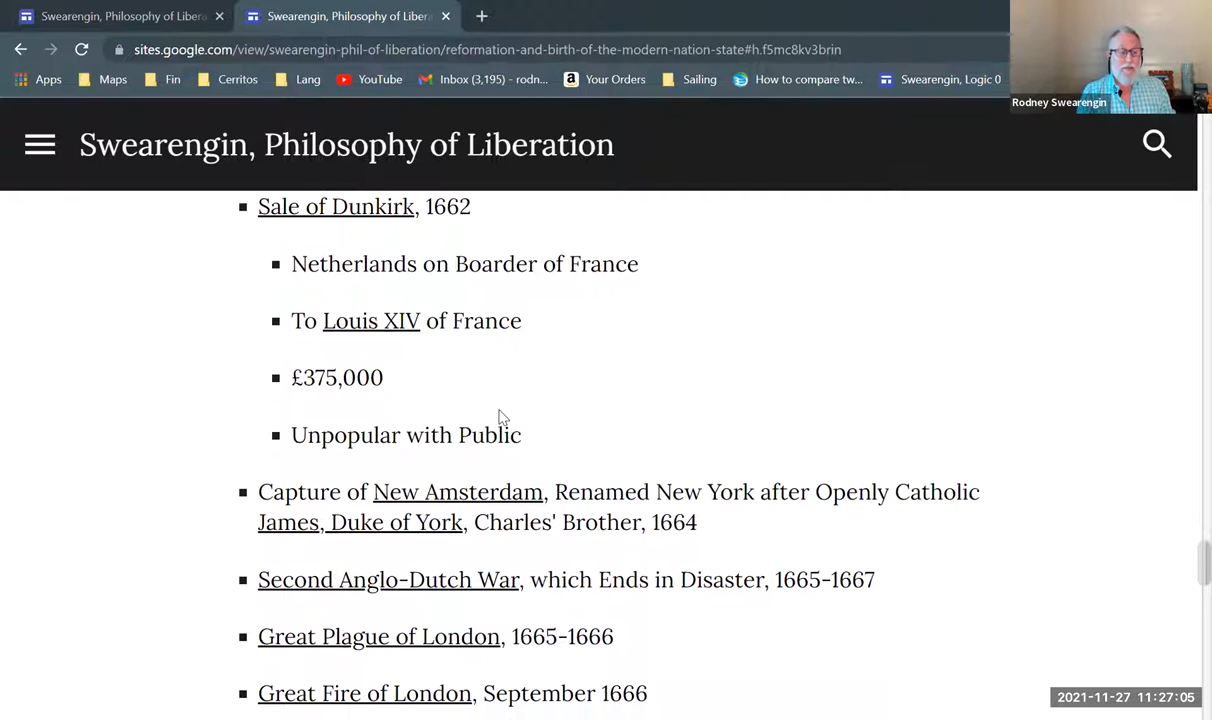 Swearengin, Philosophy of Libera
Swearengin, Philosophy of Libera
sites.google.com/view/swearengin-phil-of-liberation/reformation-and-birth-of-the-modern-nation-state#h.f5mc8kv3brin
Apps Maps Fin Cerritos Lang YouTube Inbox (3,195) - rodn... Your Orders Sailing How to compare tw... Swearengin, Logic 0
Rodney Swearengin
Swearengin, Philosophy of Liberation
Sale of Dunkirk, 1662
Netherlands on Boarder of France
To Louis XIV of France
£375,000
Unpopular with Public
Capture of New Amsterdam, Renamed New York after Openly Catholic
James, Duke of York, Charles' Brother, 1664
Second Anglo-Dutch War, which Ends in Disaster, 1665-1667
Great Plague of London, 1665-1666
Great Fire of London, September 1666
2021-11-27 11:27:05